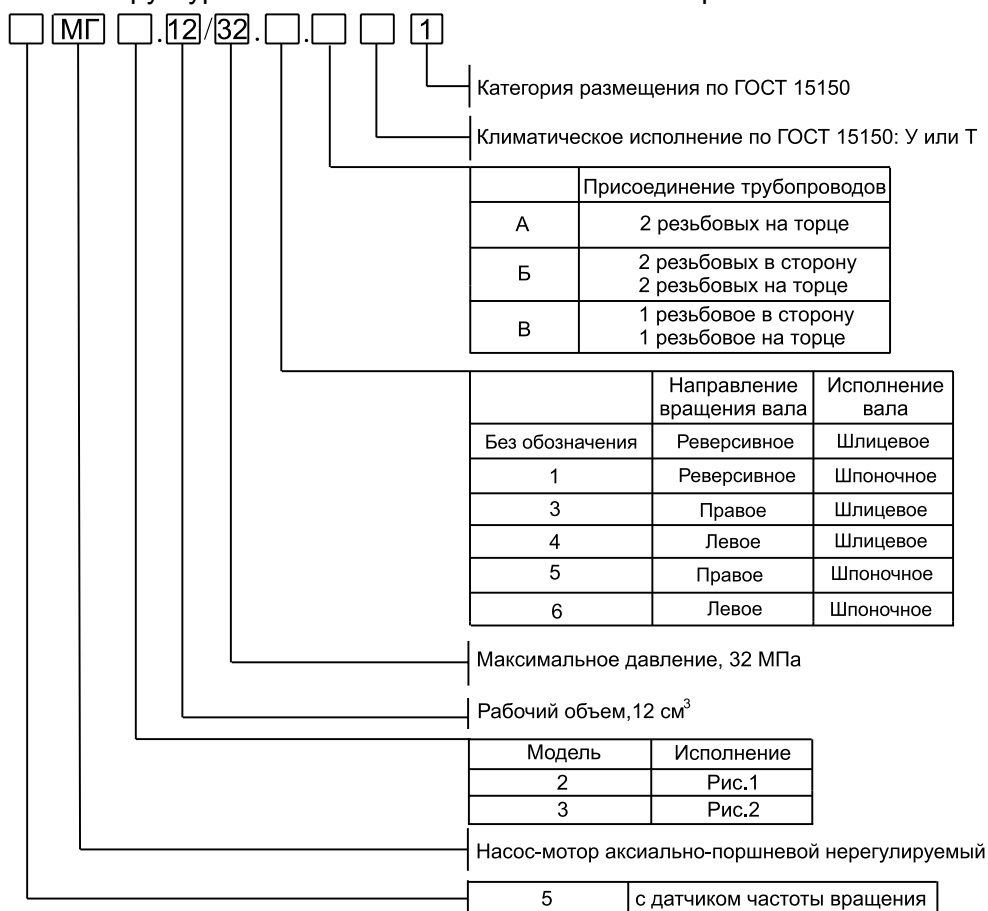 МГ .12/32. . 1
Категория размещения по ГОСТ 15150
Климатическое исполнение по ГОСТ 15150: У или Т
Присоединение трубопроводов
А 2 резьбовых на торце
Б 2 резьбовых в сторону
2 резьбовых на торце
В 1 резьбовое в сторону
1 резьбовое на торце
Направление вращения вала Исполнение вала
Без обозначения Реверсивное Шлицевое
1 Реверсивное Шпоночное
3 Правое Шлицевое
4 Левое Шлицевое
5 Правое Шпоночное
6 Левое Шпоночное
Максимальное давление, 32 МПа
Рабочий объем,12 см³
Модель Исполнение
2 Рис.1
3 Рис.2
Насос-мотор аксиально-поршневой нерегулируемый
5 с датчиком частоты вращения